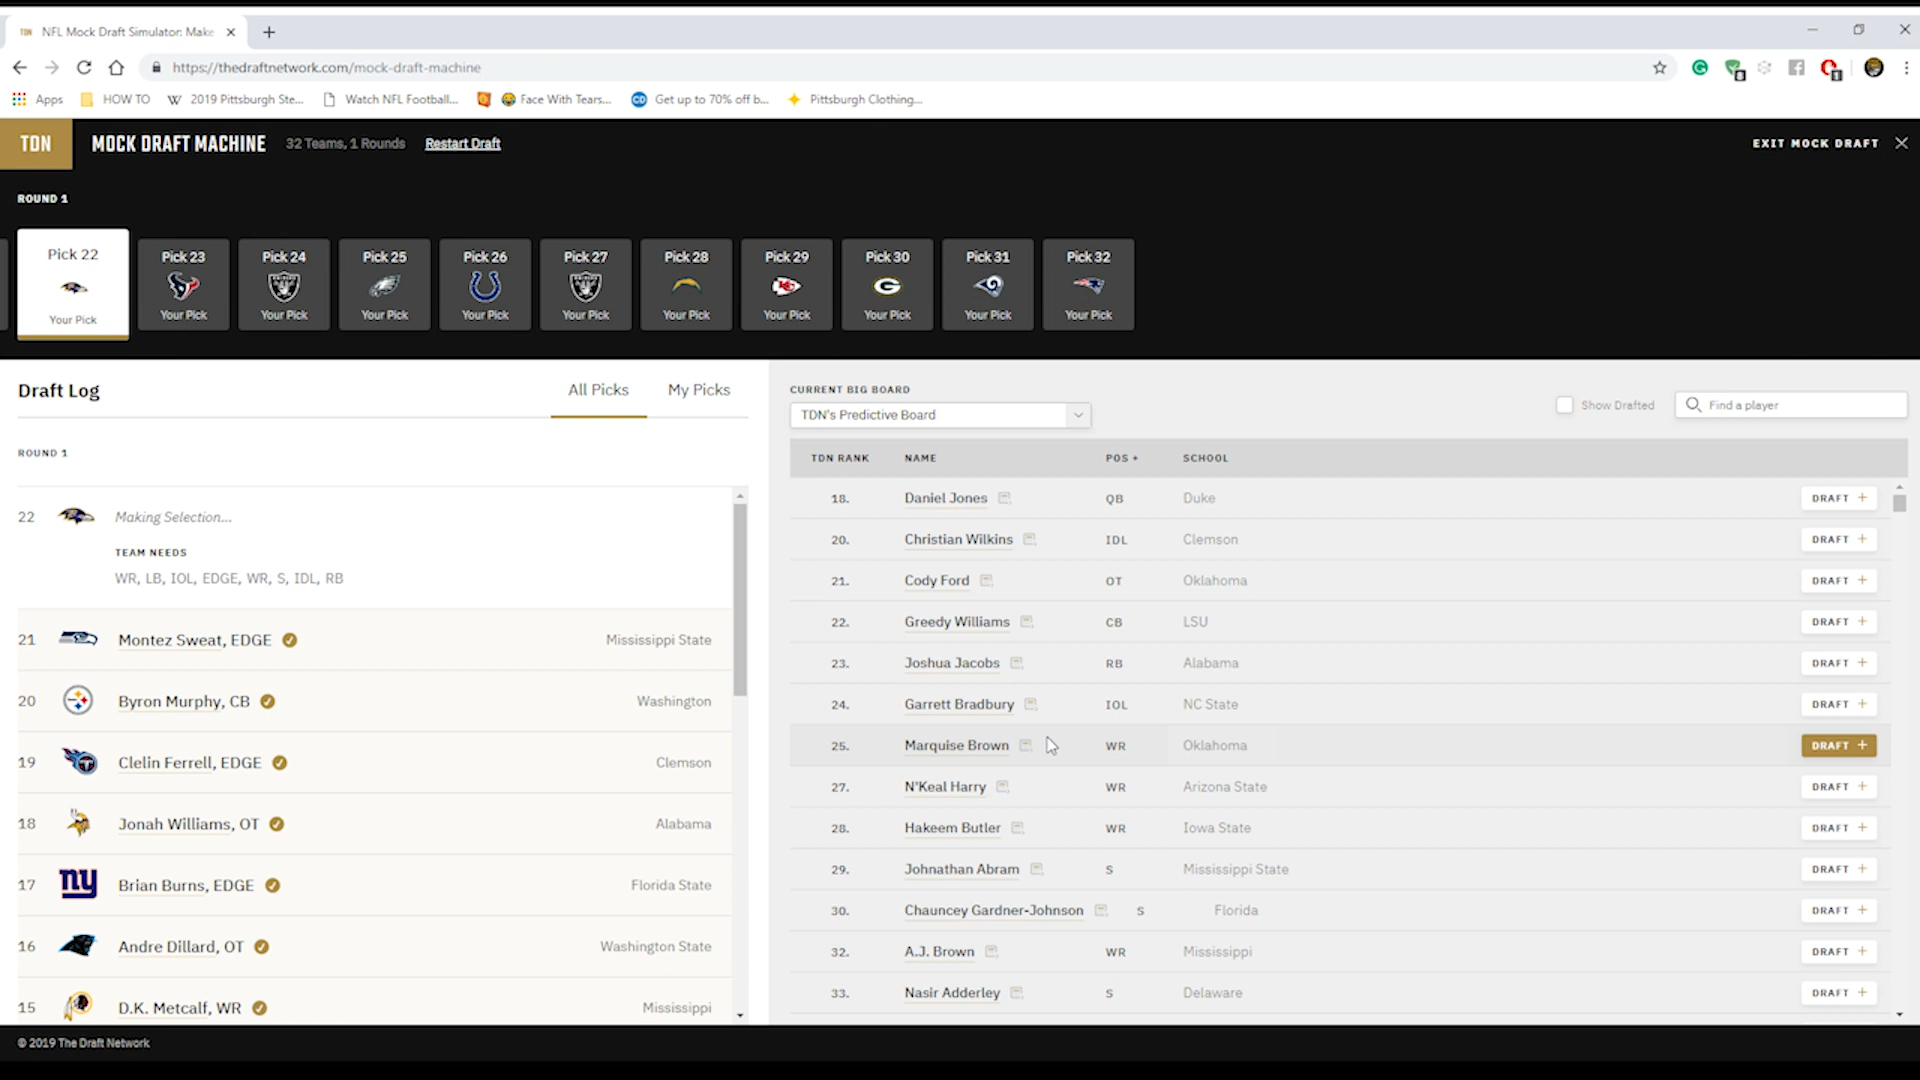 TDN NFL Mock Draft Simulator: Make
https://thedraftnetwork.com/mock-draft-machine
Apps HOW TO W 2019 Pittsburgh Ste... Watch NFL Football... Face With Tears... CD Get up to 70% off b... Pittsburgh Clothing...
TDN MOCK DRAFT MACHINE 32 Teams, 1 Rounds Restart Draft EXIT MOCK DRAFT
ROUND 1
Pick 22 Pick 23 Pick 24 Pick 25 Pick 26 Pick 27 Pick 28 Pick 29 Pick 30 Pick 31 Pick 32
Your Pick Your Pick Your Pick Your Pick Your Pick Your Pick Your Pick Your Pick Your Pick Your Pick Your Pick
Draft Log All Picks My Picks
ROUND 1
22 Making Selection...
TEAM NEEDS
WR, LB, IOL, EDGE, WR, S, IDL, RB
21 Montez Sweat, EDGE Mississippi State
20 Byron Murphy, CB Washington
19 Clelin Ferrell, EDGE Clemson
18 Jonah Williams, OT Alabama
17 ny Brian Burns, EDGE Florida State
16 Andre Dillard, OT Washington State
15 D.K. Metcalf, WR Mississippi
CURRENT BIG BOARD
TDN's Predictive Board Show Drafted Find a player
TDN RANK NAME POS + SCHOOL
18. Daniel Jones QB Duke DRAFT +
20. Christian Wilkins IDL Clemson DRAFT +
21. Cody Ford OT Oklahoma DRAFT +
22. Greedy Williams CB LSU DRAFT +
23. Joshua Jacobs RB Alabama DRAFT +
24. Garrett Bradbury IOL NC State DRAFT +
25. Marquise Brown WR Oklahoma DRAFT +
27. N'Keal Harry WR Arizona State DRAFT +
28. Hakeem Butler WR Iowa State DRAFT +
29. Johnathan Abram S Mississippi State DRAFT +
30. Chauncey Gardner-Johnson S Florida DRAFT +
32. A.J. Brown WR Mississippi DRAFT +
33. Nasir Adderley S Delaware DRAFT +
© 2019 The Draft Network